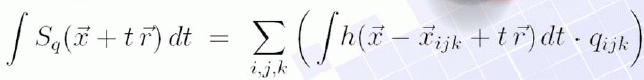 ∫ S_q(x⃗ + t r⃗) dt = ∑_{i,j,k} ( ∫ h(x⃗ − x⃗_{ijk} + t r⃗) dt · q_{ijk} )